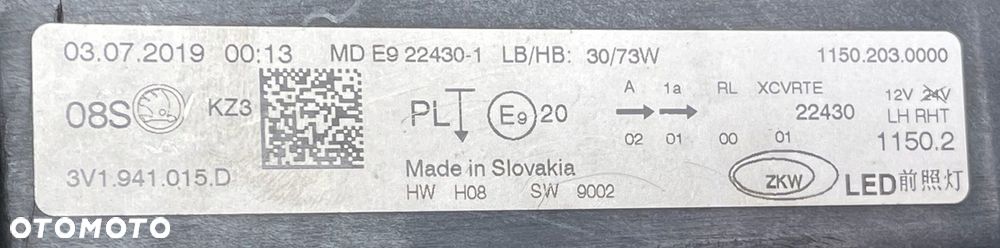 03.07.2019 00:13 MD E9 22430-1 LB/HB: 30/73W 1150.203.0000
08S KZ3 PL E9 20 A 1a RL XCVRTE 12V 24V
22430 LH RHT
02 01 00 01 1150.2
3V1.941.015.D Made in Slovakia ZKW LED前照灯
HW H08 SW 9002
OTOMOTO